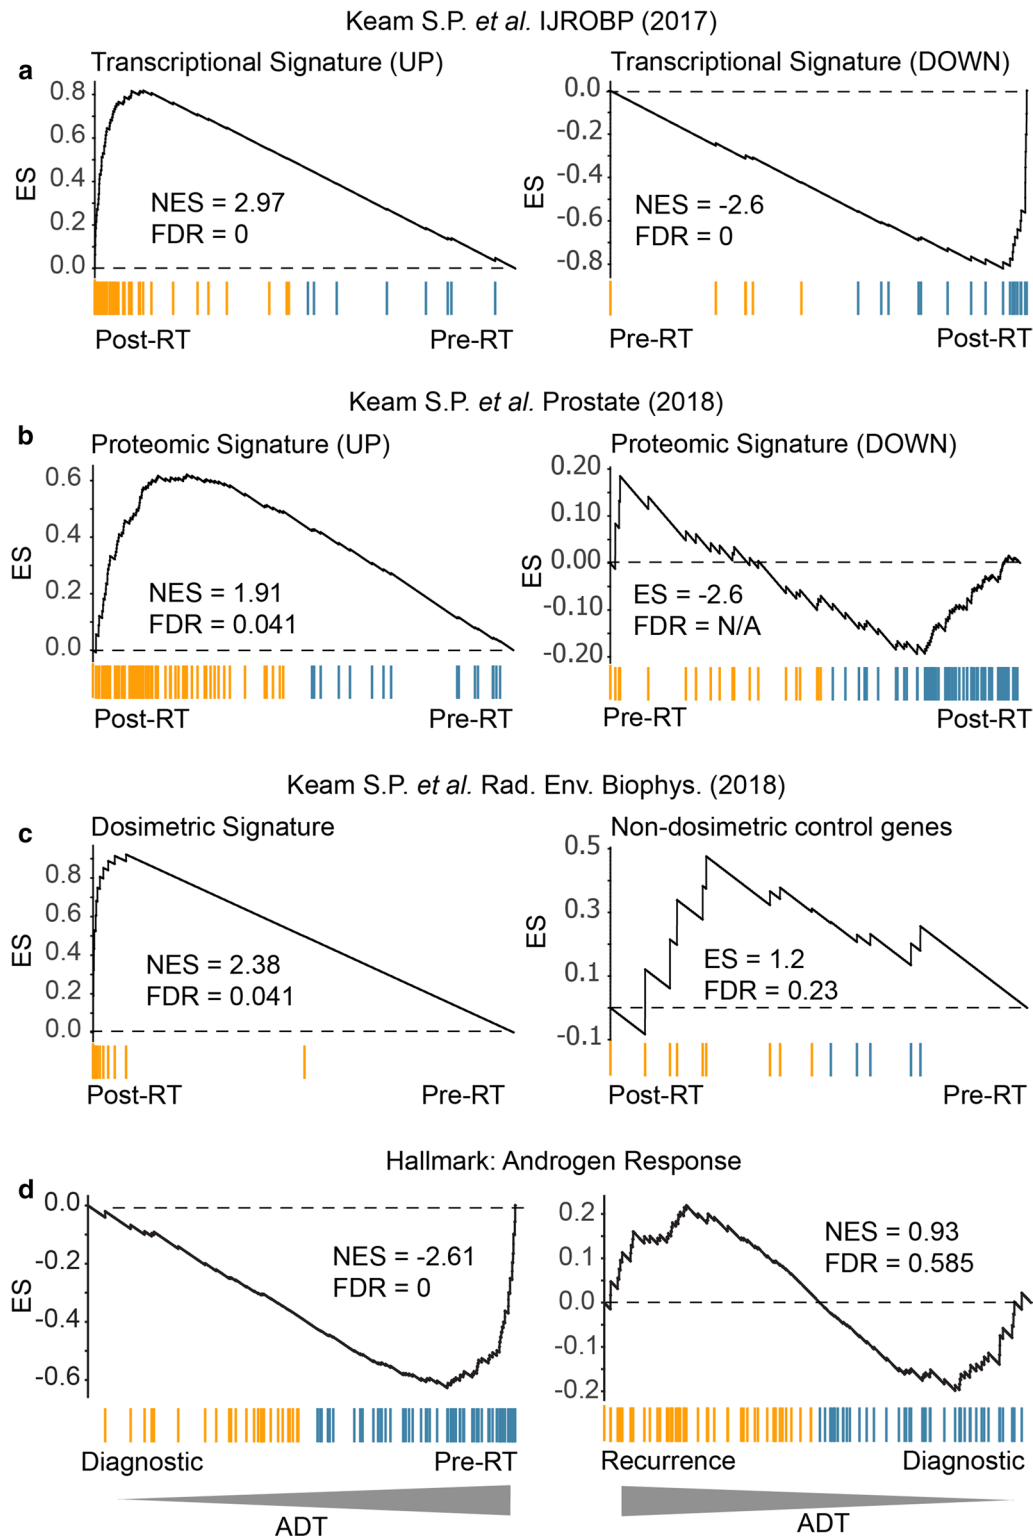 Keam S.P. et al. IJROBP (2017)
a
Transcriptional Signature (UP)
Transcriptional Signature (DOWN)
0.8
0.6
0.4
0.2
0.0
ES
NES = 2.97
FDR = 0
Post-RT
Pre-RT
0.0
-0.2
-0.4
-0.6
-0.8
ES
NES = -2.6
FDR = 0
Pre-RT
Post-RT
Keam S.P. et al. Prostate (2018)
b
Proteomic Signature (UP)
Proteomic Signature (DOWN)
0.6
0.4
0.2
0.0
ES
NES = 1.91
FDR = 0.041
Post-RT
Pre-RT
0.20
0.10
0.00
-0.10
-0.20
ES
ES = -2.6
FDR = N/A
Pre-RT
Post-RT
Keam S.P. et al. Rad. Env. Biophys. (2018)
c
Dosimetric Signature
Non-dosimetric control genes
0.8
0.6
0.4
0.2
0.0
ES
NES = 2.38
FDR = 0.041
Post-RT
Pre-RT
0.5
0.3
0.1
-0.1
ES
ES = 1.2
FDR = 0.23
Post-RT
Pre-RT
Hallmark: Androgen Response
d
0.0
-0.2
-0.4
-0.6
ES
NES = -2.61
FDR = 0
Diagnostic
Pre-RT
ADT
0.2
0.1
0.0
-0.1
-0.2
NES = 0.93
FDR = 0.585
Recurrence
Diagnostic
ADT